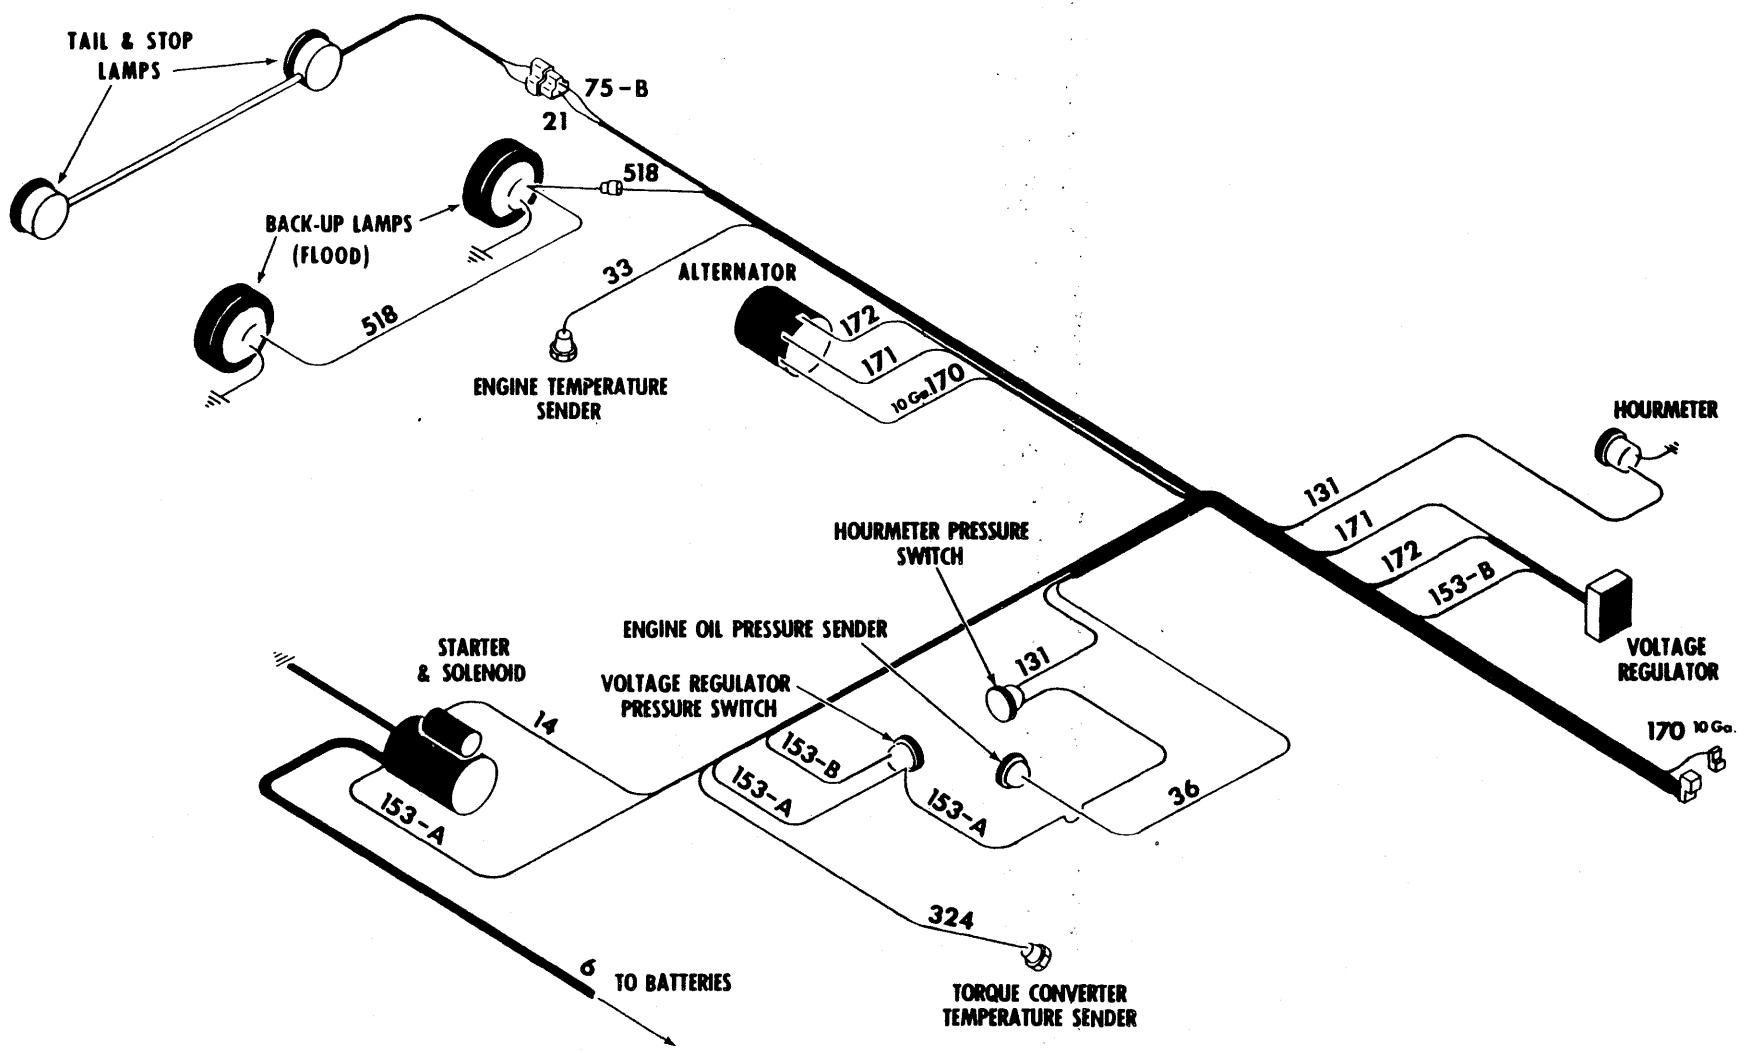 TAIL & STOP
LAMPS
75-B
21
518
BACK-UP LAMPS
(FLOOD)
518
33
ENGINE TEMPERATURE
SENDER
ALTERNATOR
172
171
10 Ga. 170
HOURMETER
131
171
172
153-B
VOLTAGE
REGULATOR
170 10 Ga.
HOURMETER PRESSURE
SWITCH
ENGINE OIL PRESSURE SENDER
131
VOLTAGE REGULATOR
PRESSURE SWITCH
STARTER
& SOLENOID
14
153-B
153-A
153-A
36
153-A
324
6 TO BATTERIES
TORQUE CONVERTER
TEMPERATURE SENDER